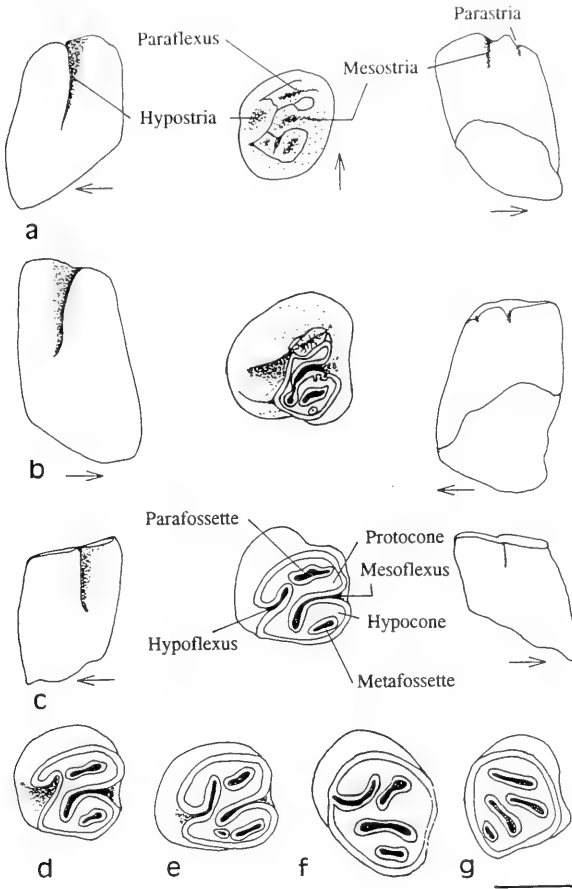 Parastria
Paraflexus
Mesostria
Hypostria
a
b
Parafossette
Protocone
Mesoflexus
Hypoflexus
Hypocone
Metafossette
c
d e f g